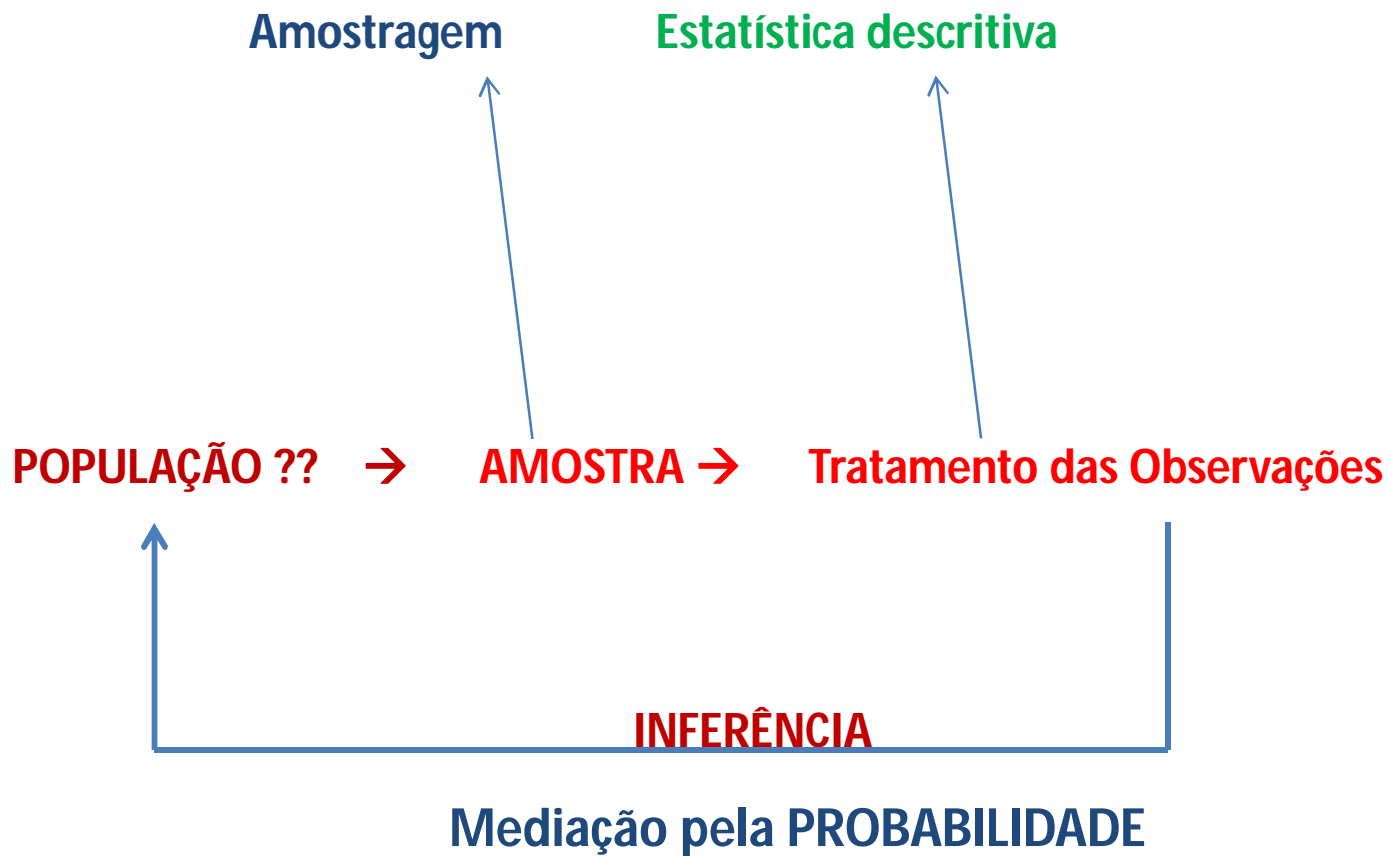 Amostragem Estatística descritiva
POPULAÇÃO ?? → AMOSTRA → Tratamento das Observações
INFERÊNCIA
Mediação pela PROBABILIDADE